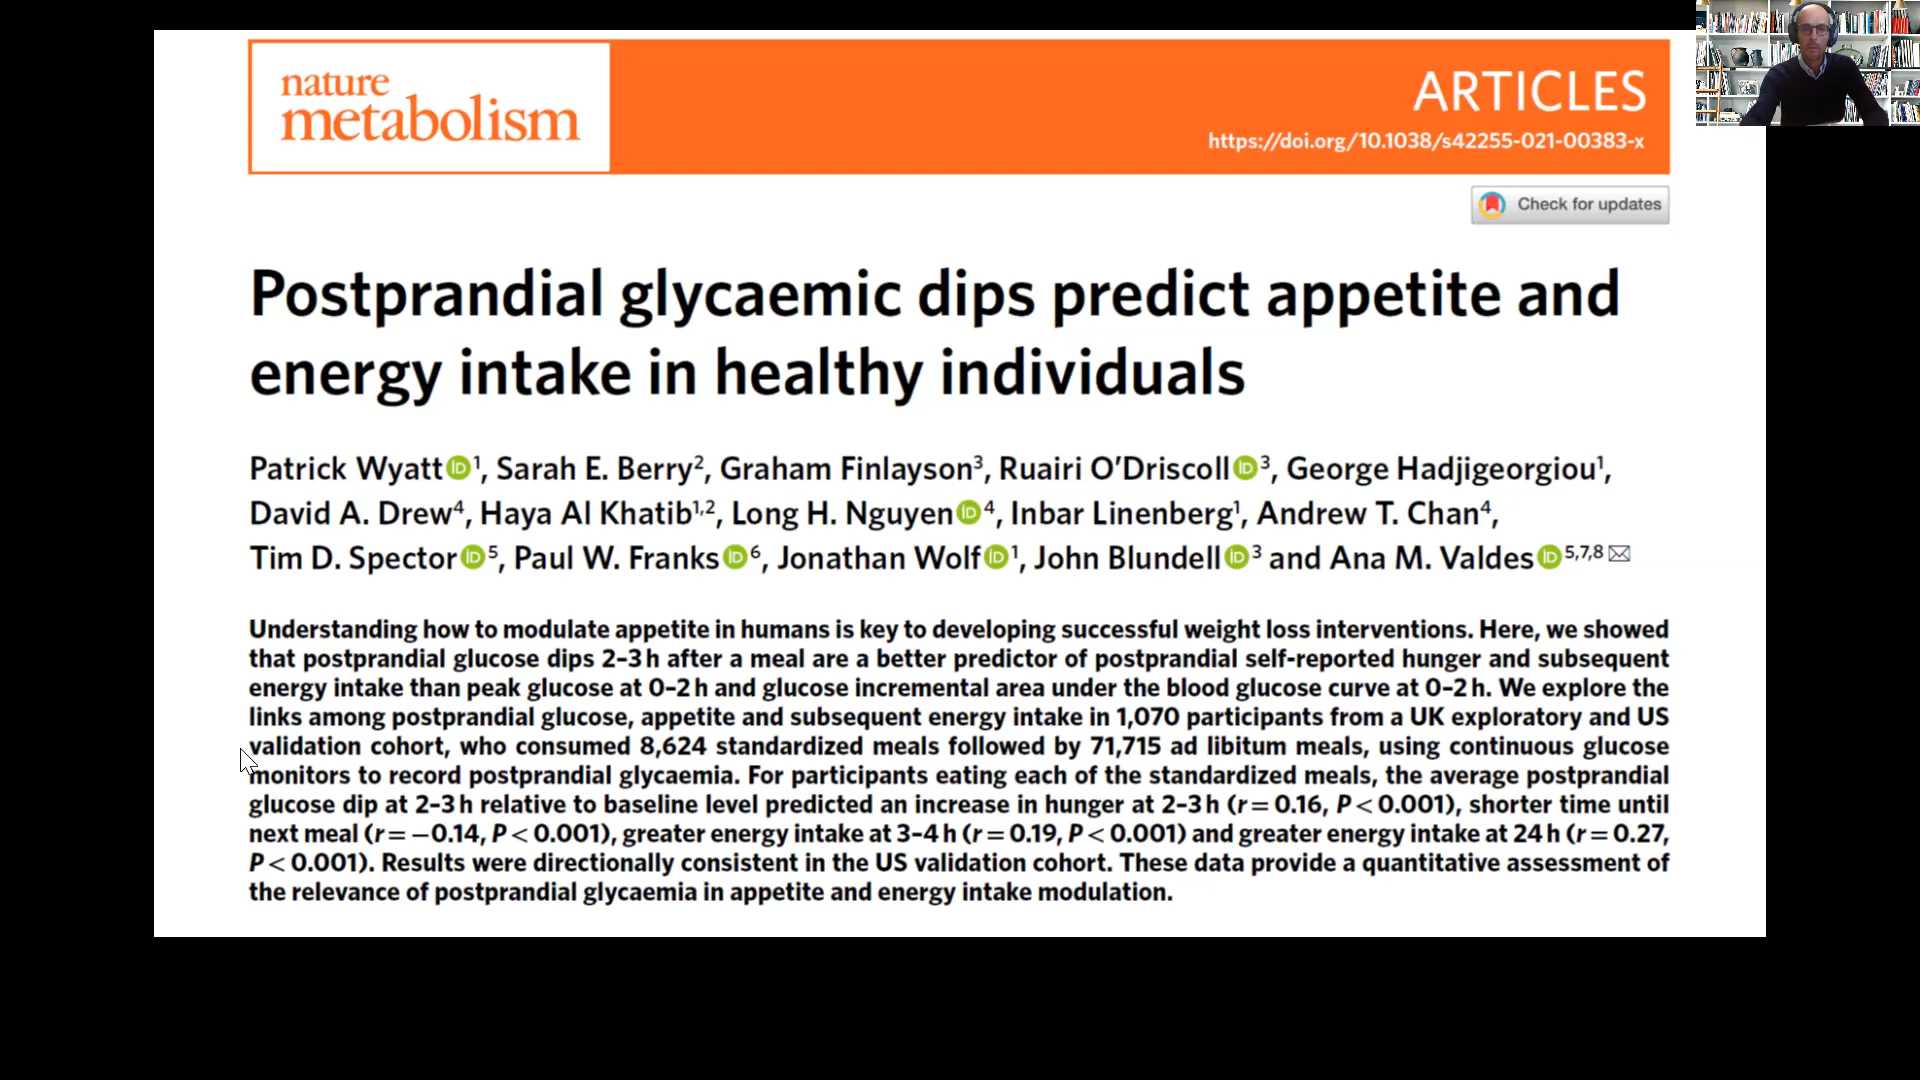 nature
metabolism
ARTICLES
https://doi.org/10.1038/s42255-021-00383-x
Check for updates
Postprandial glycaemic dips predict appetite and
energy intake in healthy individuals
Patrick Wyatt iD 1, Sarah E. Berry2, Graham Finlayson3, Ruairi O’Driscoll iD 3, George Hadjigeorgiou1,
David A. Drew4, Haya Al Khatib1,2, Long H. Nguyen iD 4, Inbar Linenberg1, Andrew T. Chan4,
Tim D. Spector iD 5, Paul W. Franks iD 6, Jonathan Wolf iD 1, John Blundell iD 3 and Ana M. Valdes iD 5,7,8 ✉
Understanding how to modulate appetite in humans is key to developing successful weight loss interventions. Here, we showed
that postprandial glucose dips 2–3 h after a meal are a better predictor of postprandial self-reported hunger and subsequent
energy intake than peak glucose at 0–2 h and glucose incremental area under the blood glucose curve at 0–2 h. We explore the
links among postprandial glucose, appetite and subsequent energy intake in 1,070 participants from a UK exploratory and US
validation cohort, who consumed 8,624 standardized meals followed by 71,715 ad libitum meals, using continuous glucose
monitors to record postprandial glycaemia. For participants eating each of the standardized meals, the average postprandial
glucose dip at 2–3 h relative to baseline level predicted an increase in hunger at 2–3 h (r = 0.16, P < 0.001), shorter time until
next meal (r = −0.14, P < 0.001), greater energy intake at 3–4 h (r = 0.19, P < 0.001) and greater energy intake at 24 h (r = 0.27,
P < 0.001). Results were directionally consistent in the US validation cohort. These data provide a quantitative assessment of
the relevance of postprandial glycaemia in appetite and energy intake modulation.